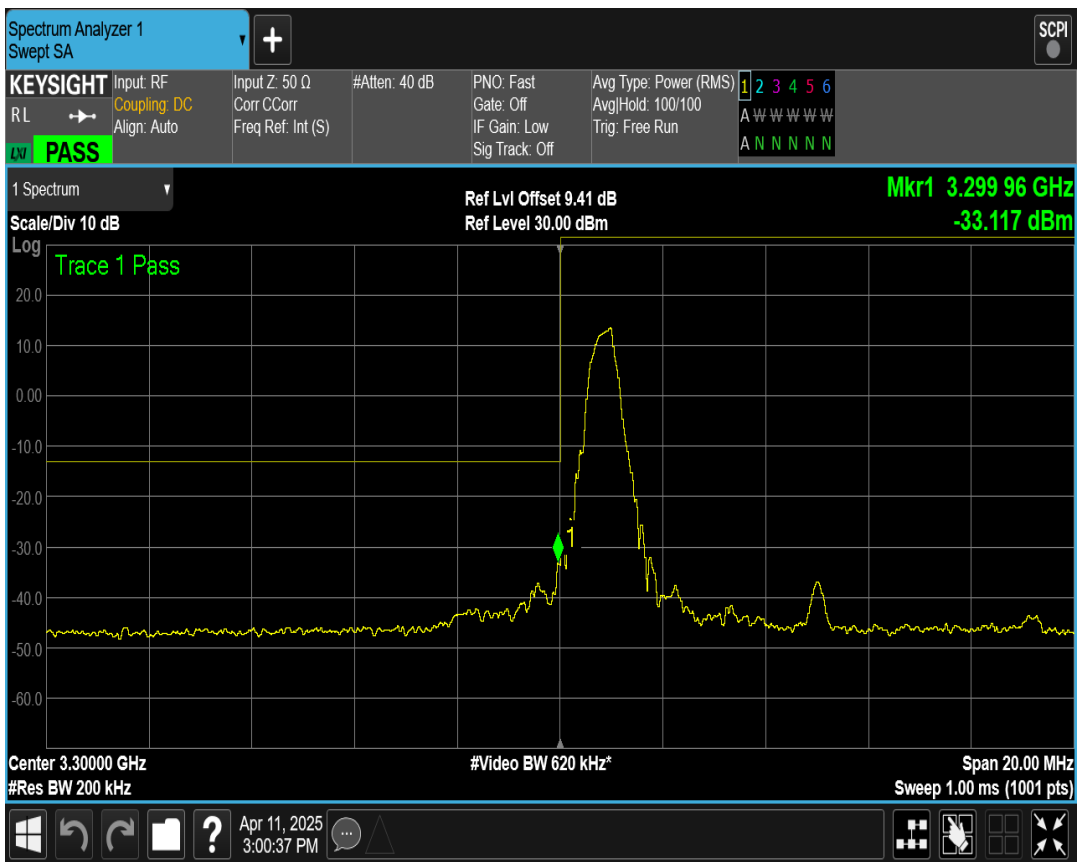 Spectrum Analyzer 1
Swept SA
+
SCPI
KEYSIGHT
RL
LXI PASS
Input: RF
Coupling: DC
Align: Auto
Input Z: 50 Ω
Corr CCorr
Freq Ref: Int (S)
#Atten: 40 dB
PNO: Fast
Gate: Off
IF Gain: Low
Sig Track: Off
Avg Type: Power (RMS)
Avg|Hold: 100/100
Trig: Free Run
1 2 3 4 5 6
A W W W W W
A N N N N N
1 Spectrum
Scale/Div 10 dB
Ref Lvl Offset 9.41 dB
Ref Level 30.00 dBm
Mkr1 3.299 96 GHz
-33.117 dBm
Log
Trace 1 Pass
20.0
10.0
0.00
-10.0
-20.0
1
-30.0
-40.0
-50.0
-60.0
Center 3.30000 GHz
#Video BW 620 kHz*
Span 20.00 MHz
#Res BW 200 kHz
Sweep 1.00 ms (1001 pts)
?
Apr 11, 2025
3:00:37 PM